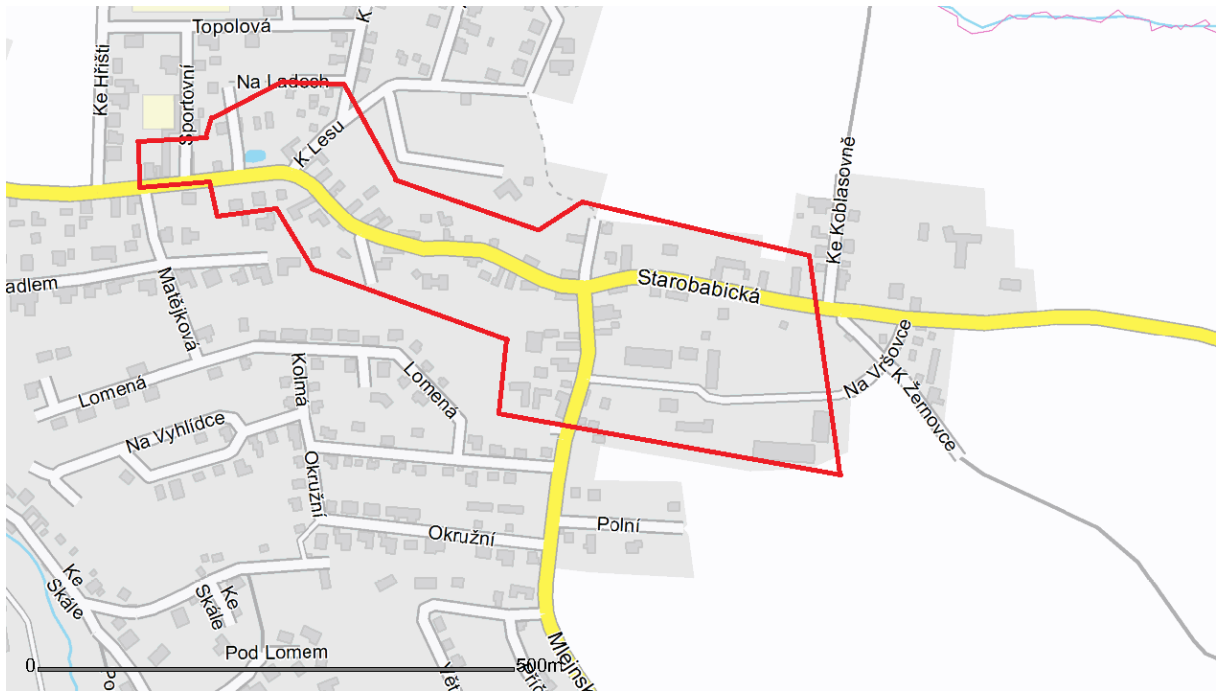 Topolová
K.
Ke Hřišti
Sportovní
Na Ladech
K Lesu
Ke Koblasovně
Starobabická
adlem
Matějkova
Na Vršovce
K Žernovce
Lomená
Kolmá
Lomená
Na Vyhlídce
Okružní
Okružní
Polní
Ke
Skále
Ke
Skále
Pod Lomem
Mlejnsk
0
500m